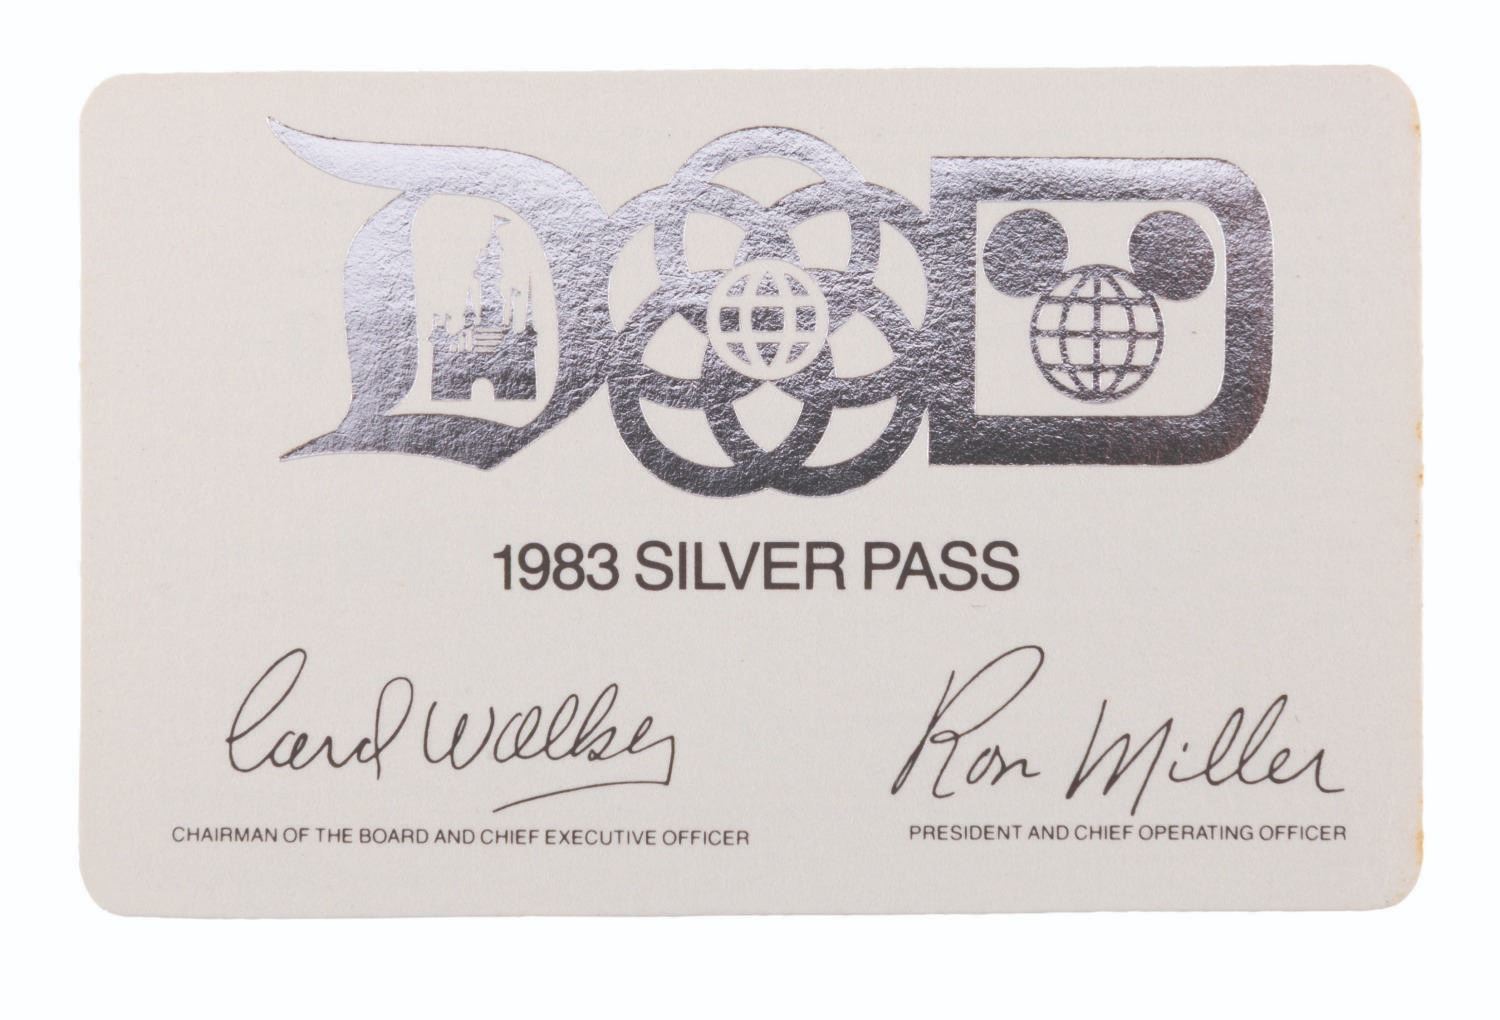 1983 SILVER PASS
Card Walker
Ron Miller
CHAIRMAN OF THE BOARD AND CHIEF EXECUTIVE OFFICER
PRESIDENT AND CHIEF OPERATING OFFICER